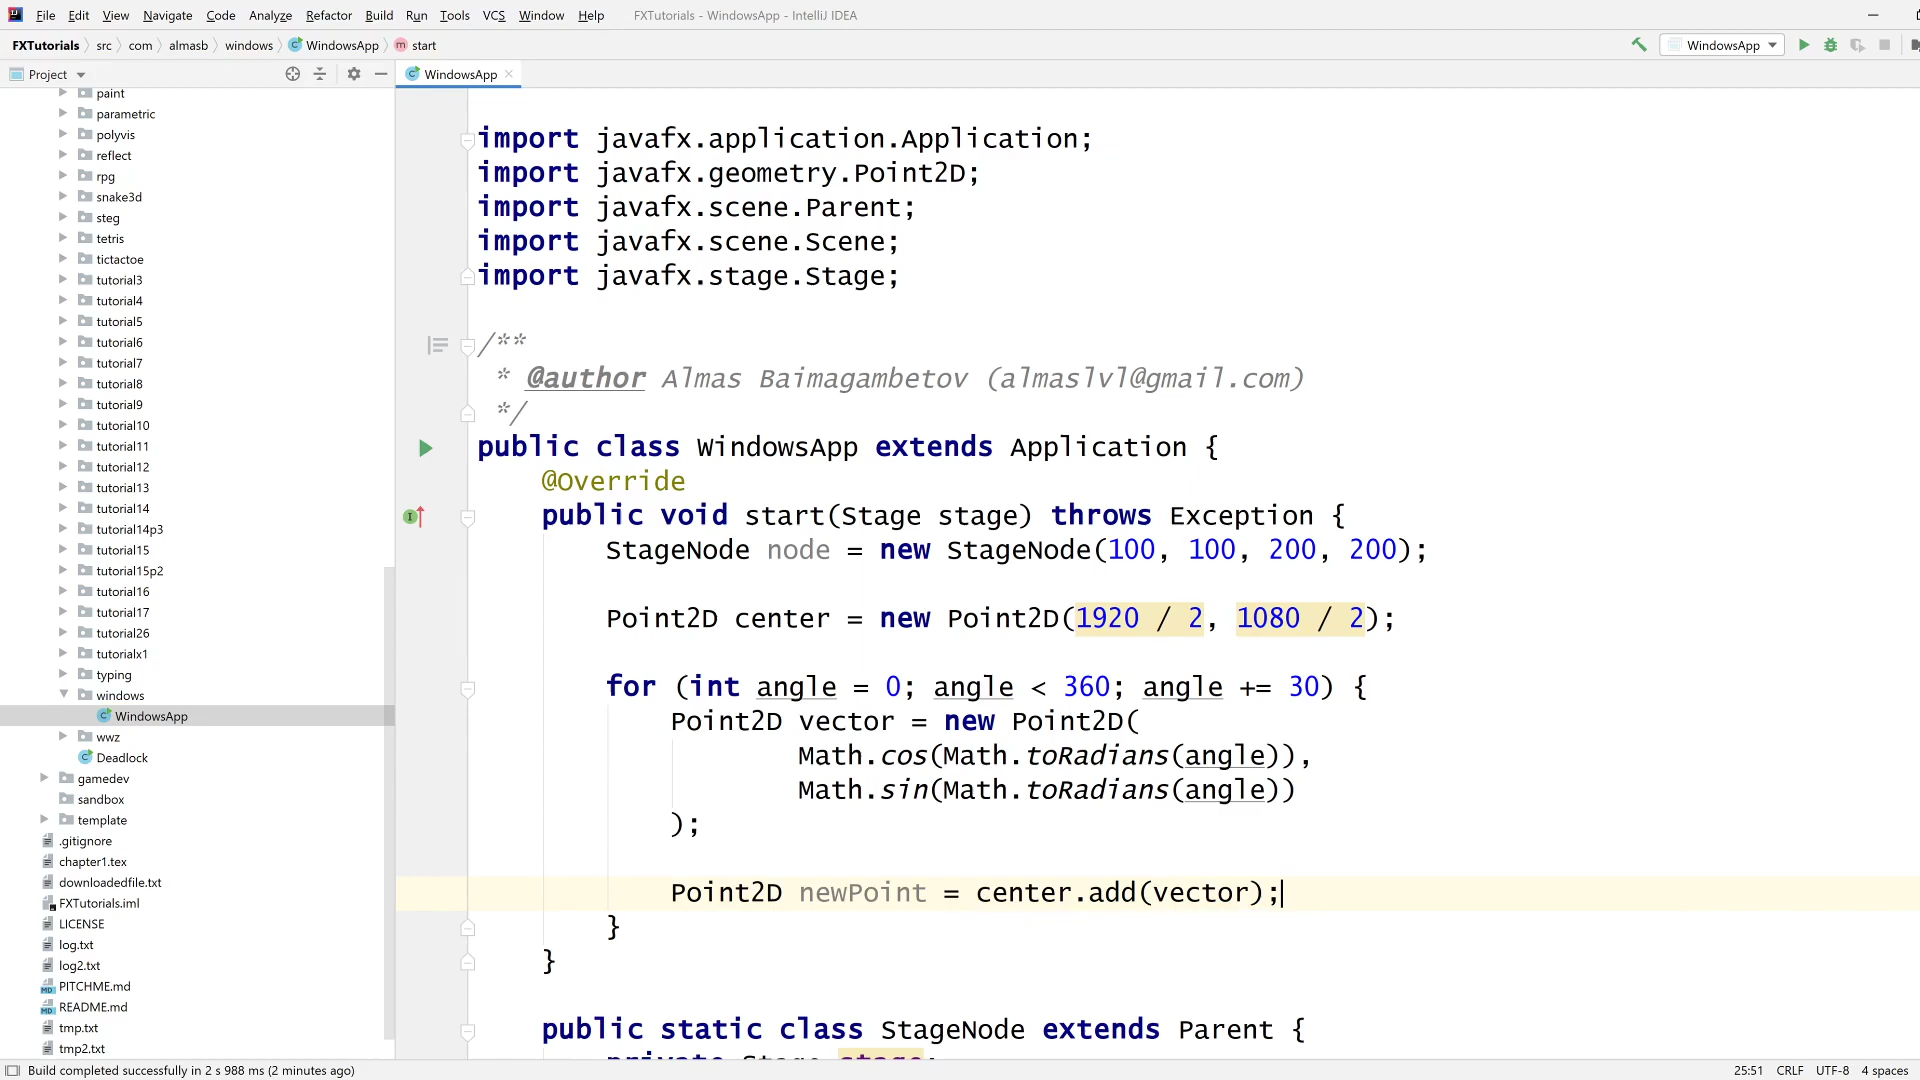 File Edit View Navigate Code Analyze Refactor Build Run Tools VCS Window Help FXTutorials - WindowsApp - IntelliJ IDEA
FXTutorials src com almasb windows WindowsApp start
WindowsApp
Project
WindowsApp
paint
parametric
polyvis
reflect
rpg
snake3d
steg
tetris
tictactoe
tutorial3
tutorial4
tutorial5
tutorial6
tutorial7
tutorial8
tutorial9
tutorial10
tutorial11
tutorial12
tutorial13
tutorial14
tutorial14p3
tutorial15
tutorial15p2
tutorial16
tutorial17
tutorial26
tutorialx1
typing
windows
WindowsApp
wwz
Deadlock
gamedev
sandbox
template
.gitignore
chapter1.tex
downloadedfile.txt
FXTutorials.iml
LICENSE
log.txt
log2.txt
PITCHME.md
README.md
tmp.txt
tmp2.txt
import javafx.application.Application;
import javafx.geometry.Point2D;
import javafx.scene.Parent;
import javafx.scene.Scene;
import javafx.stage.Stage;
/**
* @author Almas Baimagambetov (almaslvl@gmail.com)
*/
public class WindowsApp extends Application {
@Override
public void start(Stage stage) throws Exception {
StageNode node = new StageNode(100, 100, 200, 200);
Point2D center = new Point2D(1920 / 2, 1080 / 2);
for (int angle = 0; angle < 360; angle += 30) {
Point2D vector = new Point2D(
Math.cos(Math.toRadians(angle)),
Math.sin(Math.toRadians(angle))
);
Point2D newPoint = center.add(vector);
}
}
public static class StageNode extends Parent {
private Stage stage;
Build completed successfully in 2 s 988 ms (2 minutes ago)
25:51 CRLF UTF-8 4 spaces